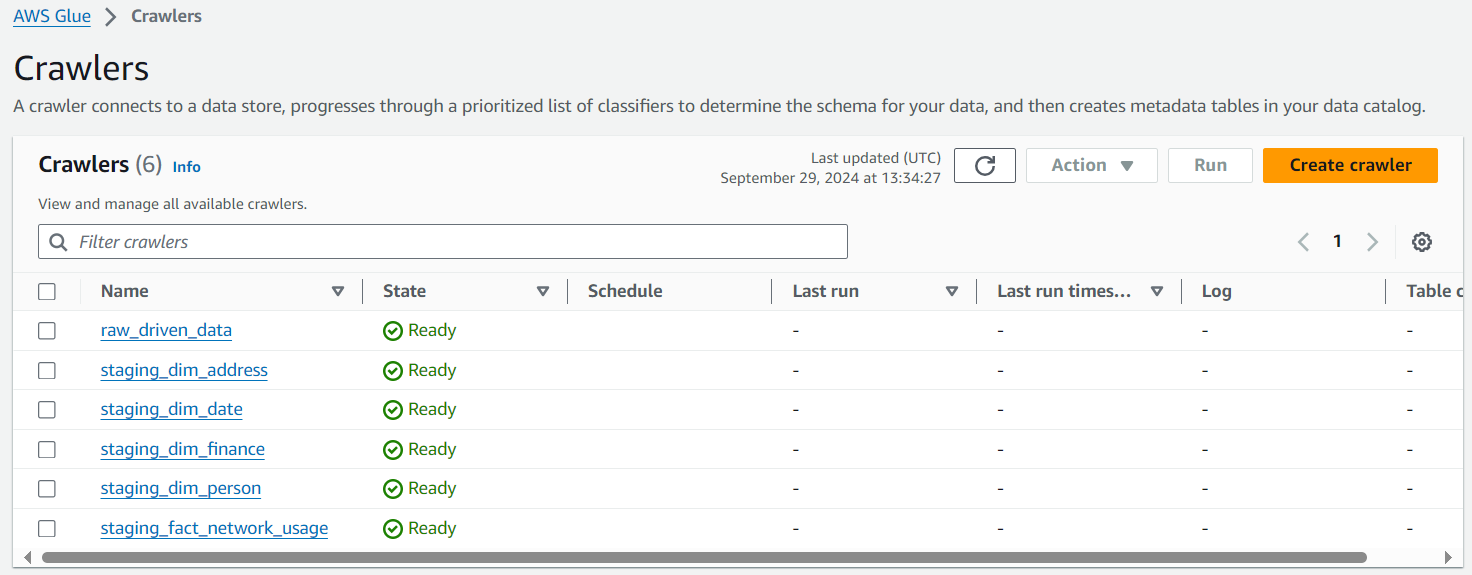 AWS Glue > Crawlers
Crawlers
A crawler connects to a data store, progresses through a prioritized list of classifiers to determine the schema for your data, and then creates metadata tables in your data catalog.
Crawlers (6) Info
Last updated (UTC)
September 29, 2024 at 13:34:27
Action
Run
Create crawler
View and manage all available crawlers.
Filter crawlers
1
Name State Schedule Last run Last run times... Log Table c
raw_driven_data Ready - - - -
staging_dim_address Ready - - - -
staging_dim_date Ready - - - -
staging_dim_finance Ready - - - -
staging_dim_person Ready - - - -
staging_fact_network_usage Ready - - - -